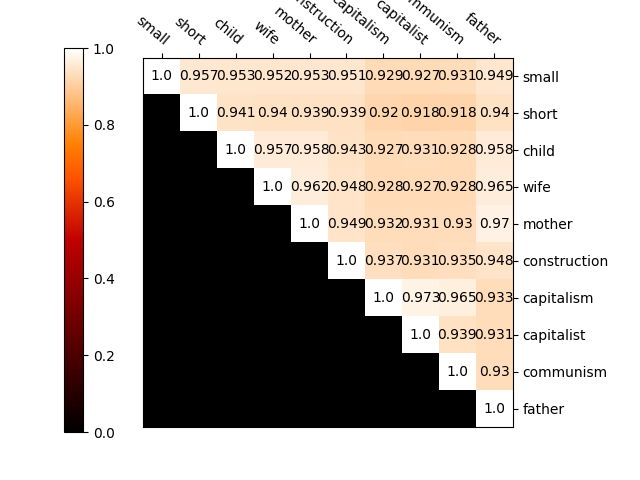 small short child wife mother nstruction capitalism capitalist mmunism father
1.0
0.8
0.6
0.4
0.2
0.0
1.0 0.957 0.953 0.952 0.953 0.951 0.929 0.927 0.931 0.949 small
1.0 0.941 0.94 0.939 0.939 0.92 0.918 0.918 0.94 short
1.0 0.957 0.958 0.943 0.927 0.931 0.928 0.958 child
1.0 0.962 0.948 0.928 0.927 0.928 0.965 wife
1.0 0.949 0.932 0.931 0.93 0.97 mother
1.0 0.937 0.931 0.935 0.948 construction
1.0 0.973 0.965 0.933 capitalism
1.0 0.939 0.931 capitalist
1.0 0.93 communism
1.0 father